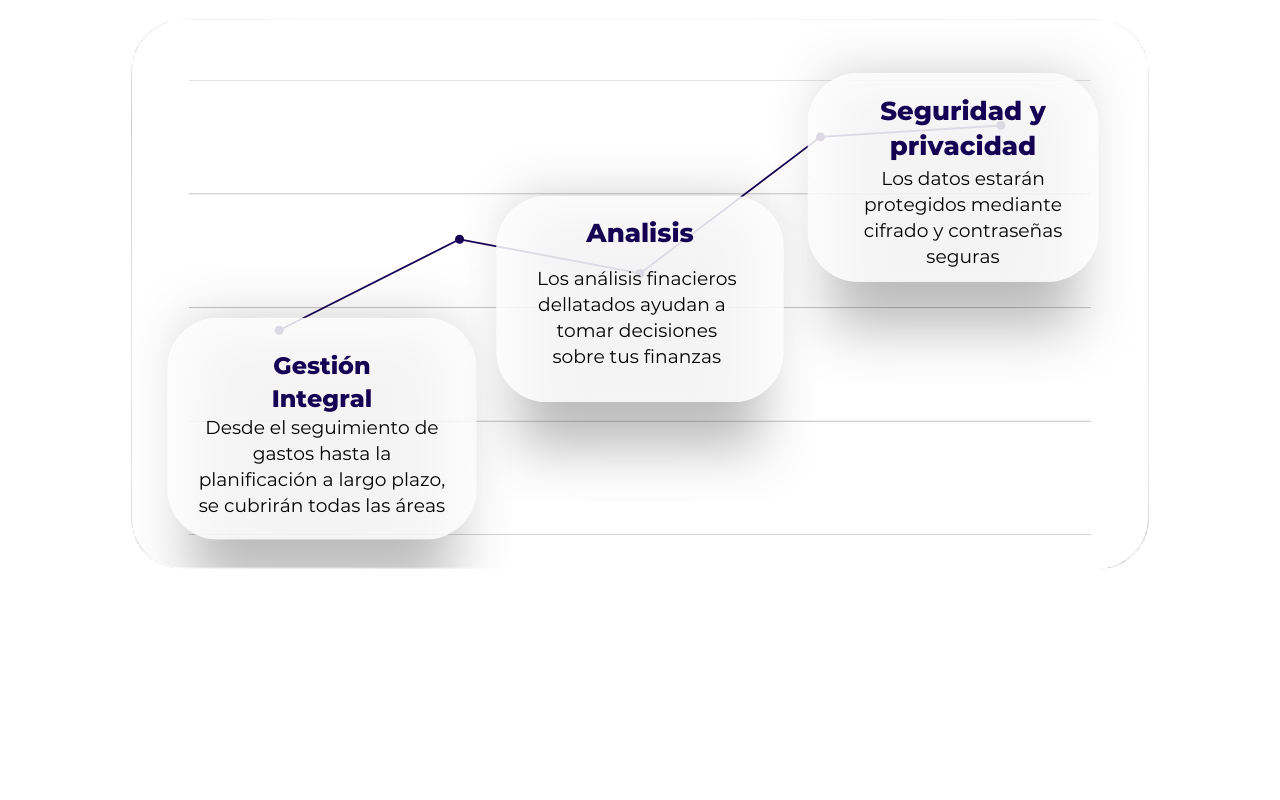 Seguridad y
privacidad
Los datos estarán
protegidos mediante
cifrado y contraseñas
seguras
Analisis
Los análisis finacieros
dellatados ayudan a
tomar decisiones
sobre tus finanzas
Gestión
Integral
Desde el seguimiento de
gastos hasta la
planificación a largo plazo,
se cubrirán todas las áreas